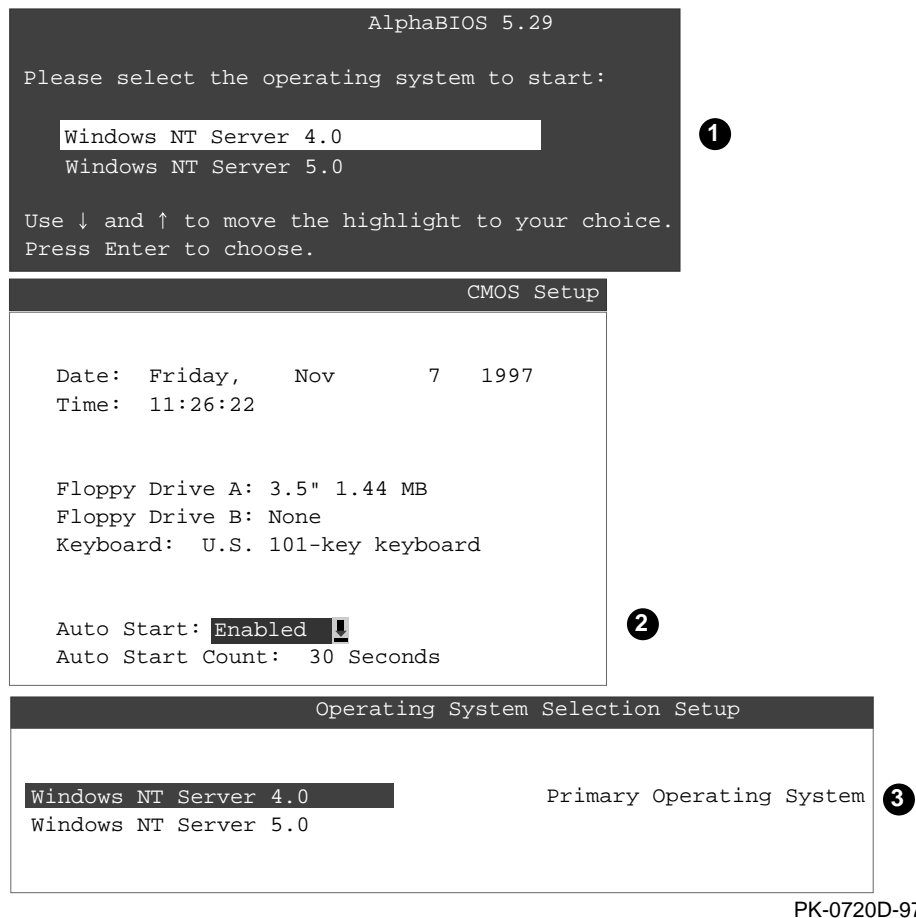 AlphaBIOS 5.29
Please select the operating system to start:
Windows NT Server 4.0
1
Windows NT Server 5.0
Use ↓ and ↑ to move the highlight to your choice.
Press Enter to choose.
CMOS Setup
Date: Friday, Nov 7 1997
Time: 11:26:22
Floppy Drive A: 3.5" 1.44 MB
Floppy Drive B: None
Keyboard: U.S. 101-key keyboard
Auto Start: Enabled
2
Auto Start Count: 30 Seconds
Operating System Selection Setup
Windows NT Server 4.0 Primary Operating System
3
Windows NT Server 5.0
PK-0720D-97